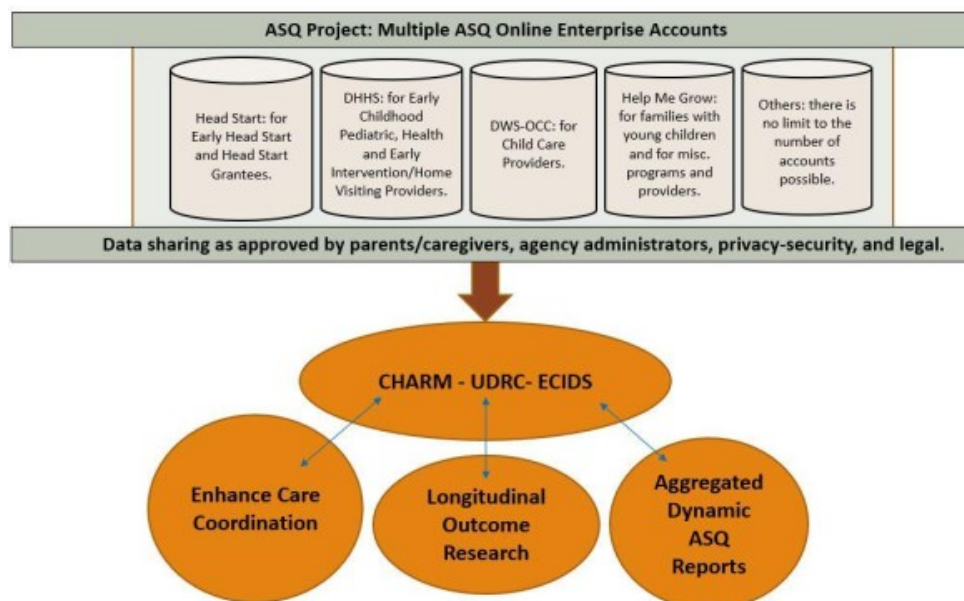 ASQ Project: Multiple ASQ Online Enterprise Accounts
Head Start: for
Early Head Start
and Head Start
Grantees.
DHHS: for Early
Childhood
Pediatric, Health
and Early
Intervention/Home
Visiting Providers.
DWS-OCC: for
Child Care
Providers.
Help Me Grow:
for families with
young children
and for misc.
programs and
providers.
Others: there is
no limit to the
number of
accounts
possible.
Data sharing as approved by parents/caregivers, agency administrators, privacy-security, and legal.
CHARM - UDRC- ECIDS
Enhance Care
Coordination
Longitudinal
Outcome
Research
Aggregated
Dynamic
ASQ
Reports